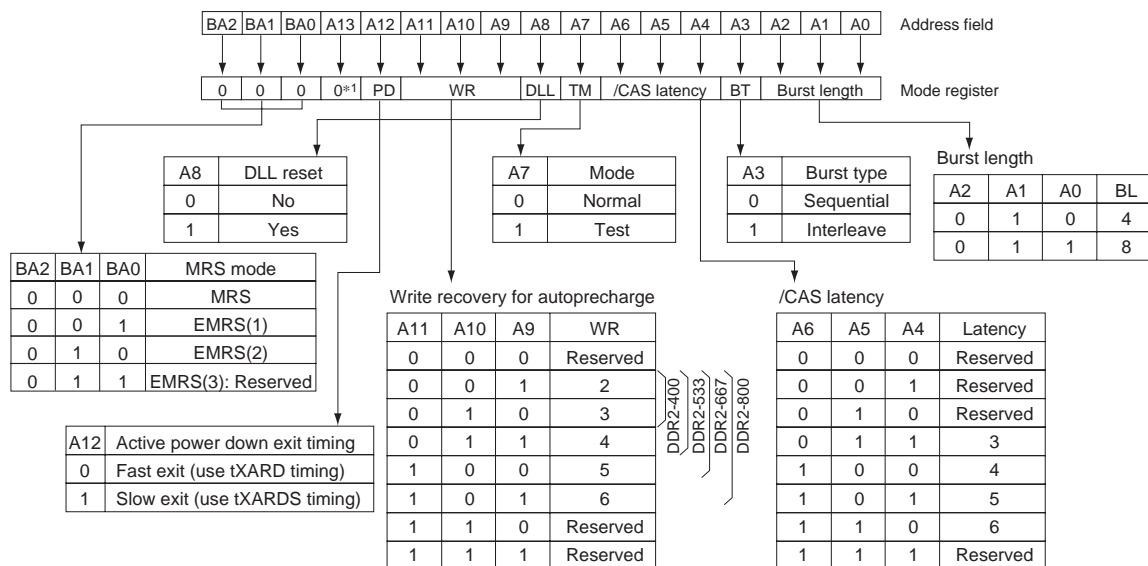 BA2 BA1 BA0 A13 A12 A11 A10 A9 A8 A7 A6 A5 A4 A3 A2 A1 A0 Address field
0 0 0 0*1 PD WR DLL TM /CAS latency BT Burst length Mode register
A8 DLL reset
0 No
1 Yes
A7 Mode
0 Normal
1 Test
A3 Burst type
0 Sequential
1 Interleave
Burst length
A2 A1 A0 BL
0 1 0 4
0 1 1 8
BA2 BA1 BA0 MRS mode
0 0 0 MRS
0 0 1 EMRS(1)
0 1 0 EMRS(2)
0 1 1 EMRS(3): Reserved
A12 Active power down exit timing
0 Fast exit (use tXARD timing)
1 Slow exit (use tXARDS timing)
Write recovery for autoprecharge
A11 A10 A9 WR
0 0 0 Reserved
0 0 1 2
0 1 0 3
0 1 1 4
1 0 0 5
1 0 1 6
1 1 0 Reserved
1 1 1 Reserved
DDR2-400
DDR2-533
DDR2-667
DDR2-800
/CAS latency
A6 A5 A4 Latency
0 0 0 Reserved
0 0 1 Reserved
0 1 0 Reserved
0 1 1 3
1 0 0 4
1 0 1 5
1 1 0 6
1 1 1 Reserved